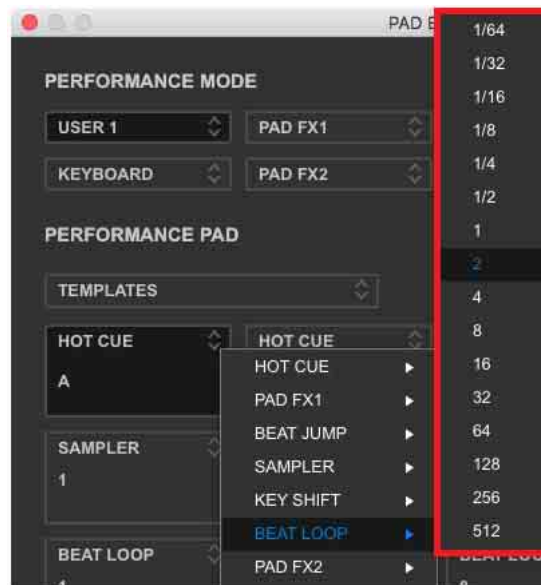 PAD E
PERFORMANCE MODE
USER 1
PAD FX1
KEYBOARD
PAD FX2
PERFORMANCE PAD
TEMPLATES
HOT CUE
HOT CUE
A
SAMPLER
1
BEAT LOOP
1
HOT CUE
PAD FX1
BEAT JUMP
SAMPLER
KEY SHIFT
BEAT LOOP
PAD FX2
1/64
1/32
1/16
1/8
1/4
1/2
1
2
4
8
16
32
64
128
256
512